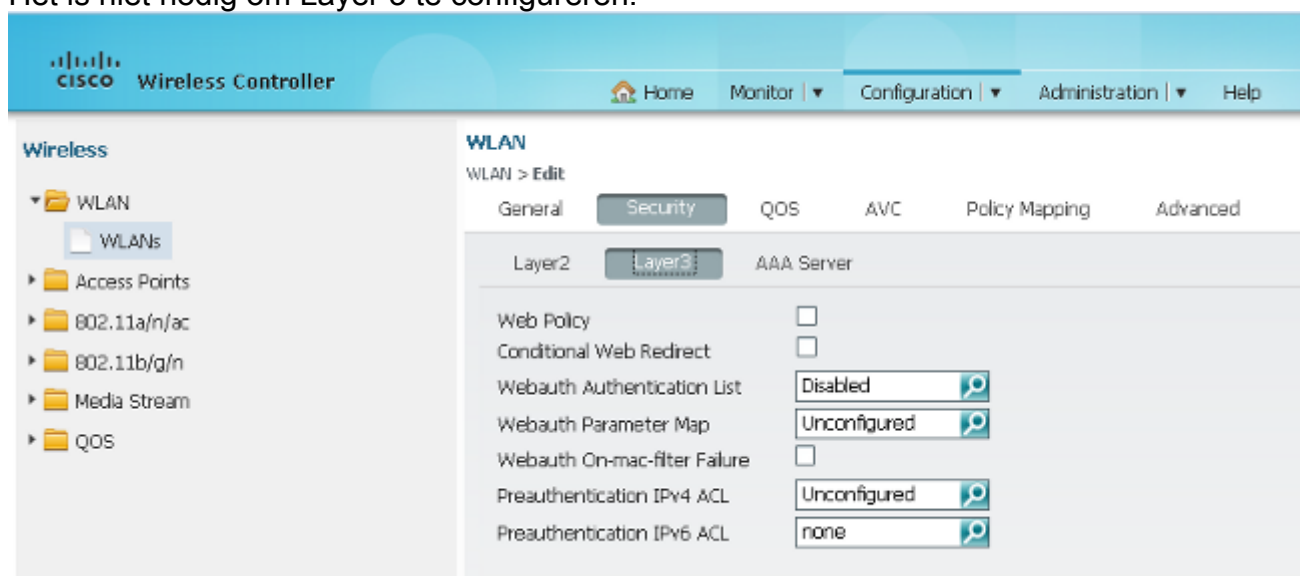 Het is niet nodig om Layer 3 te configureren.
CISCO Wireless Controller
Home Monitor Configuration Administration Help
Wireless
WLAN
WLANs
Access Points
802.11a/n/ac
802.11b/g/n
Media Stream
QOS
WLAN
WLAN > Edit
General Security QOS AVC Policy Mapping Advanced
Layer2 Layer3 AAA Server
Web Policy
Conditional Web Redirect
Webauth Authentication List Disabled
Webauth Parameter Map Unconfigured
Webauth On-mac-filter Failure
Preauthentication IPv4 ACL Unconfigured
Preauthentication IPv6 ACL none